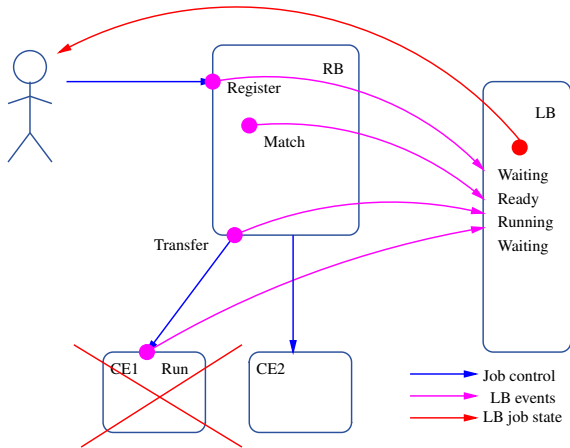 RB
Register
LB
Match
Waiting
Ready
Running
Waiting
Transfer
CE1 Run
CE2
Job control
LB events
LB job state